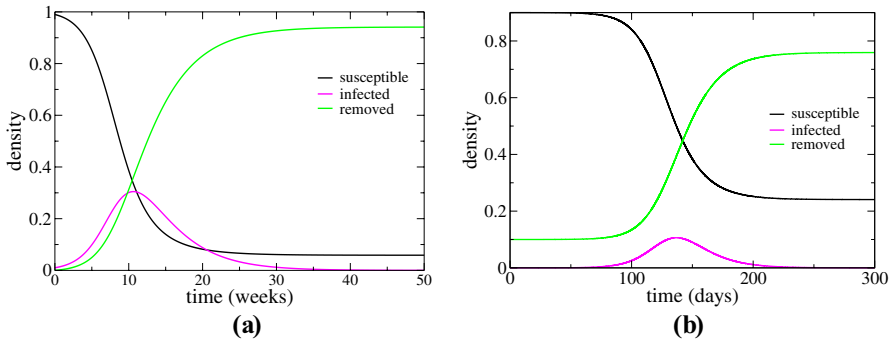 1
0.8
0.6
0.4
0.2
0
density
0
10
20
30
40
50
time (weeks)
susceptible
infected
removed
(a)
0.8
0.6
0.4
0.2
0
density
0
100
200
300
time (days)
susceptible
infected
removed
(b)